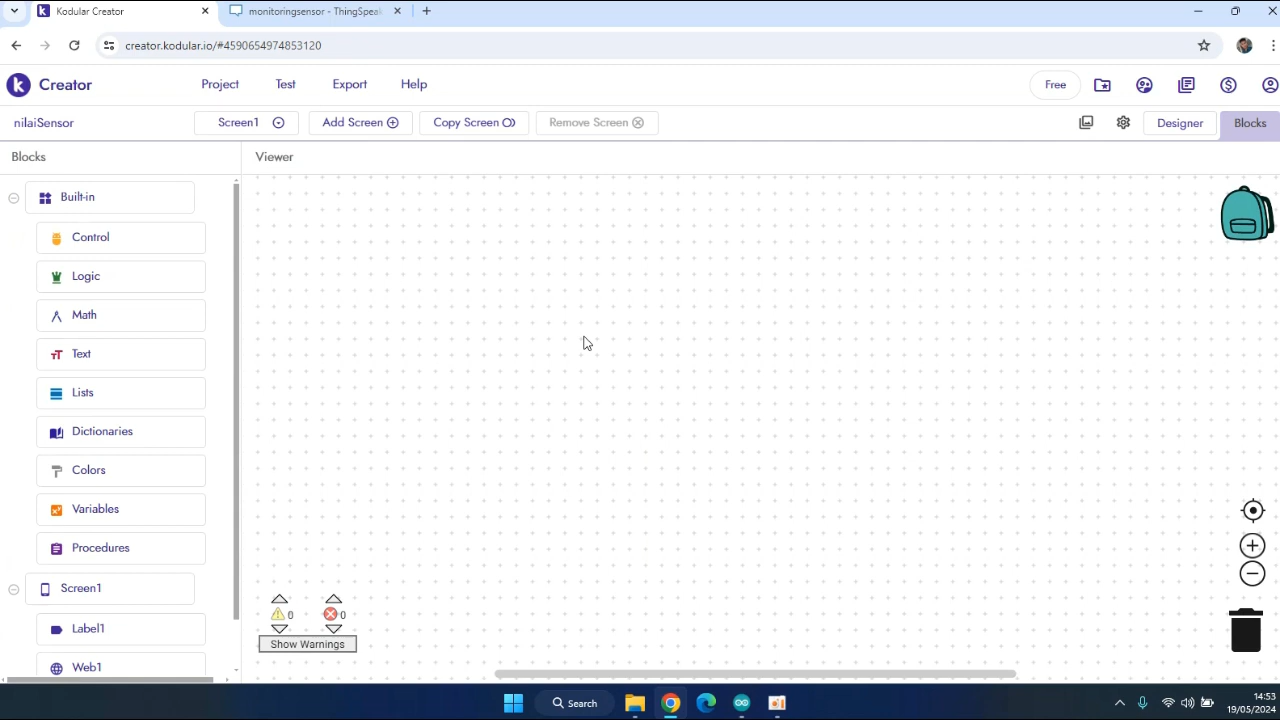 Kodular Creator
monitoringsensor - ThingSpeak
creator.kodular.io/#4590654974853120
Creator
Project
Test
Export
Help
Free
nilaiSensor
Screen1
Add Screen
Copy Screen
Remove Screen
Designer
Blocks
Blocks
Viewer
Built-in
Control
Logic
Math
Text
Lists
Dictionaries
Colors
Variables
Procedures
Screen1
Label1
Web1
0
0
Show Warnings
Search
14:53
19/05/2024